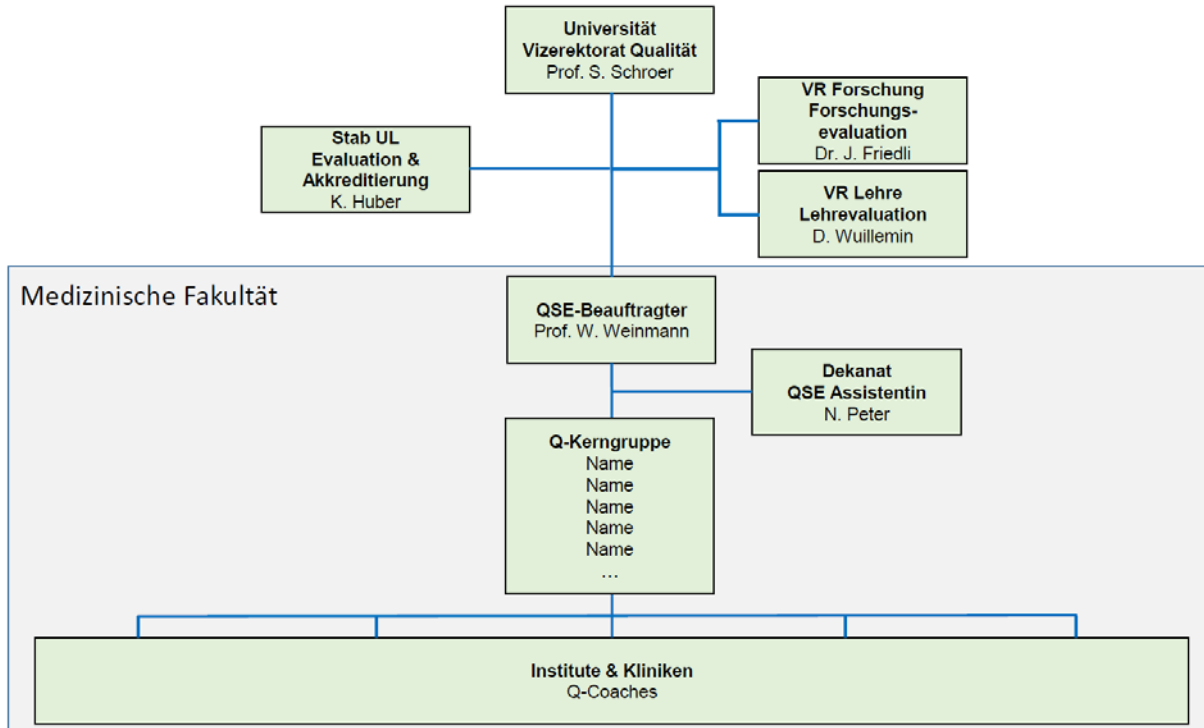 Universität
Vizerektorat Qualität
Prof. S. Schroer
VR Forschung
Forschungs-
evaluation
Dr. J. Friedli
Stab UL
Evaluation &
Akkreditierung
K. Huber
VR Lehre
Lehrevaluation
D. Wuillemin
Medizinische Fakultät
QSE-Beauftragter
Prof. W. Weinmann
Dekanat
QSE Assistentin
N. Peter
Q-Kerngruppe
Name
Name
Name
Name
Name
...
Institute & Kliniken
Q-Coaches